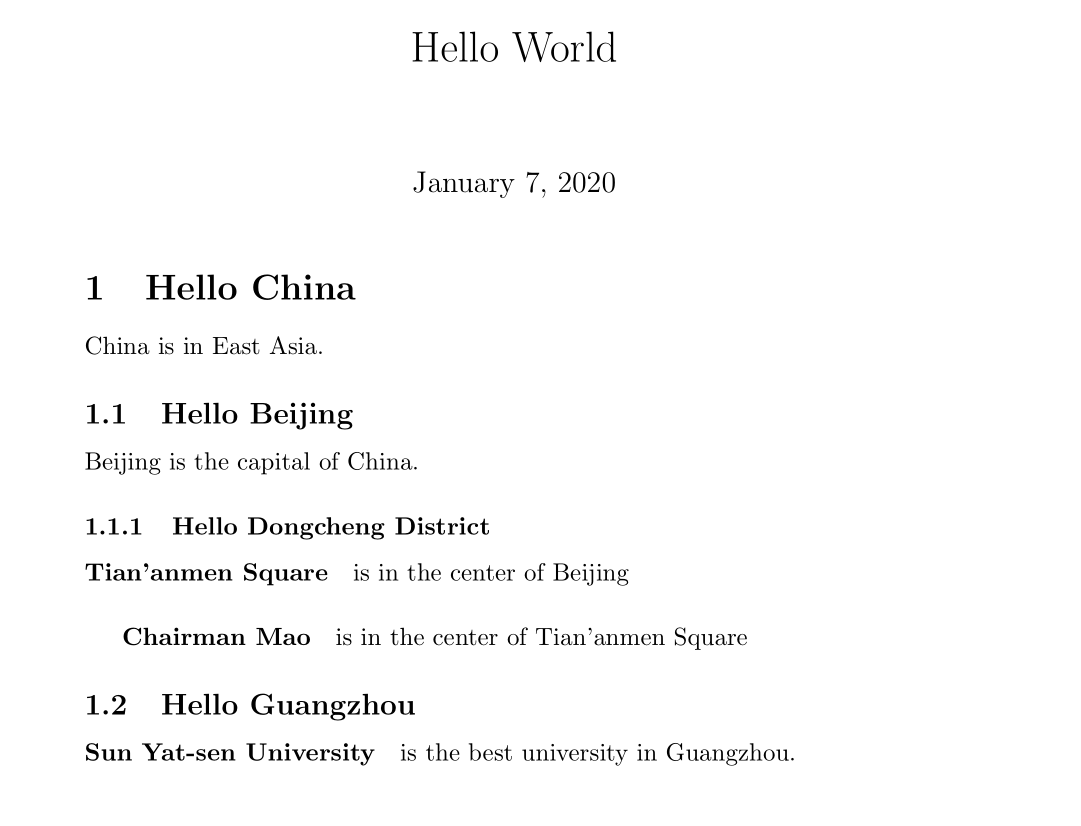 Hello World
January 7, 2020
1 Hello China
China is in East Asia.
1.1 Hello Beijing
Beijing is the capital of China.
1.1.1 Hello Dongcheng District
Tian’anmen Square is in the center of Beijing
Chairman Mao is in the center of Tian’anmen Square
1.2 Hello Guangzhou
Sun Yat-sen University is the best university in Guangzhou.